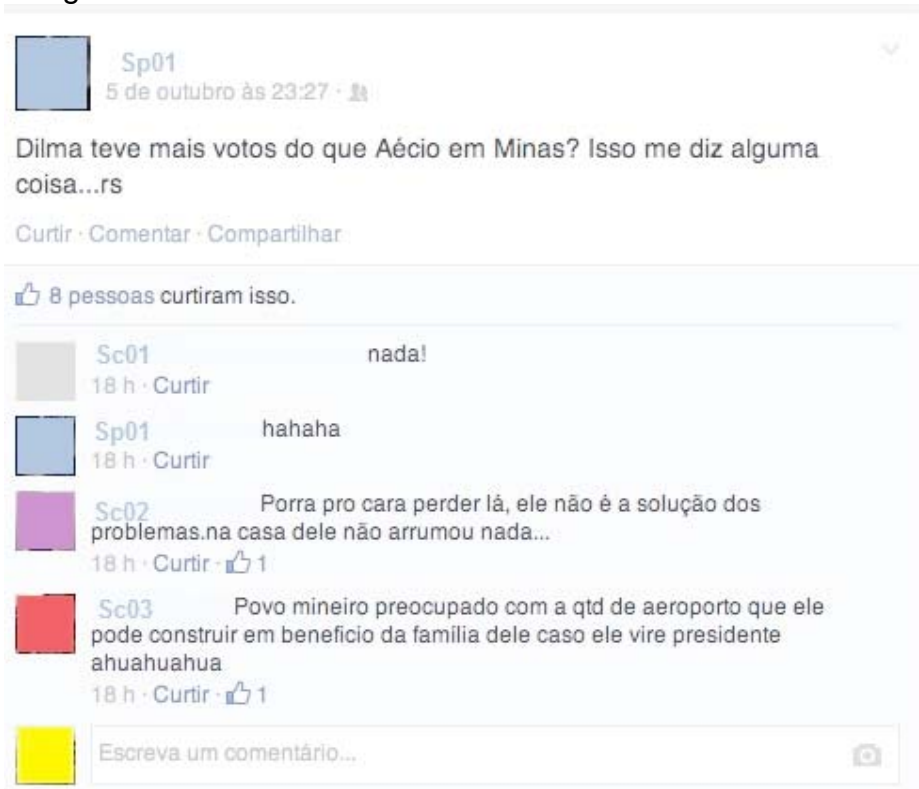 Sp01
5 de outubro às 23:27 ·
Dilma teve mais votos do que Aécio em Minas? Isso me diz alguma
coisa...rs
Curtir · Comentar · Compartilhar
8 pessoas curtiram isso.
Sc01 nada!
18 h · Curtir
Sp01 hahaha
18 h · Curtir
Sc02 Porra pro cara perder lá, ele não é a solução dos
problemas.na casa dele não arrumou nada...
18 h · Curtir · 1
Sc03 Povo mineiro preocupado com a qtd de aeroporto que ele
pode construir em beneficio da família dele caso ele vire presidente
ahuahuahua
18 h · Curtir · 1
Escreva um comentário...